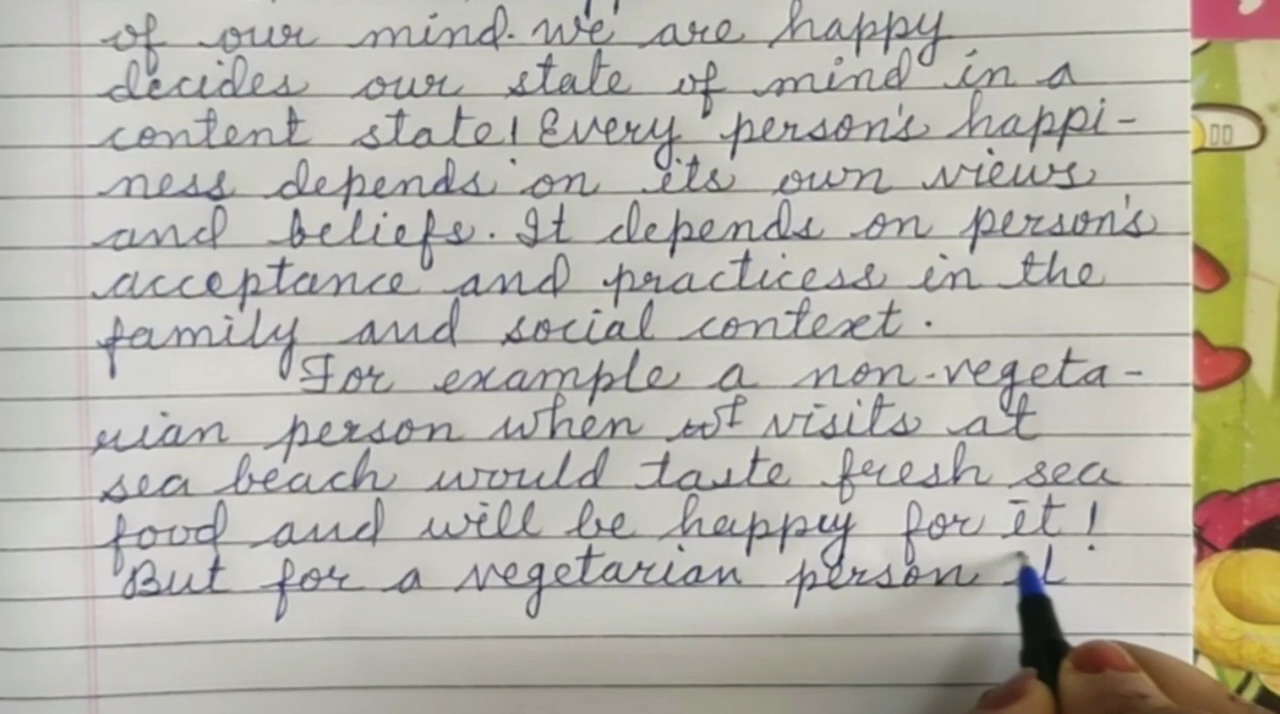 of our mind. we are happy
decides our state of mind in a
content state! Every person's happi-
ness depends on its own views
and beliefs. It depends on person's
acceptance and practicess in the
family and social context.
For example a non-vegeta-
rian person when visits at
sea beach would taste fresh sea
food and will be happy for it!
But for a vegetarian person